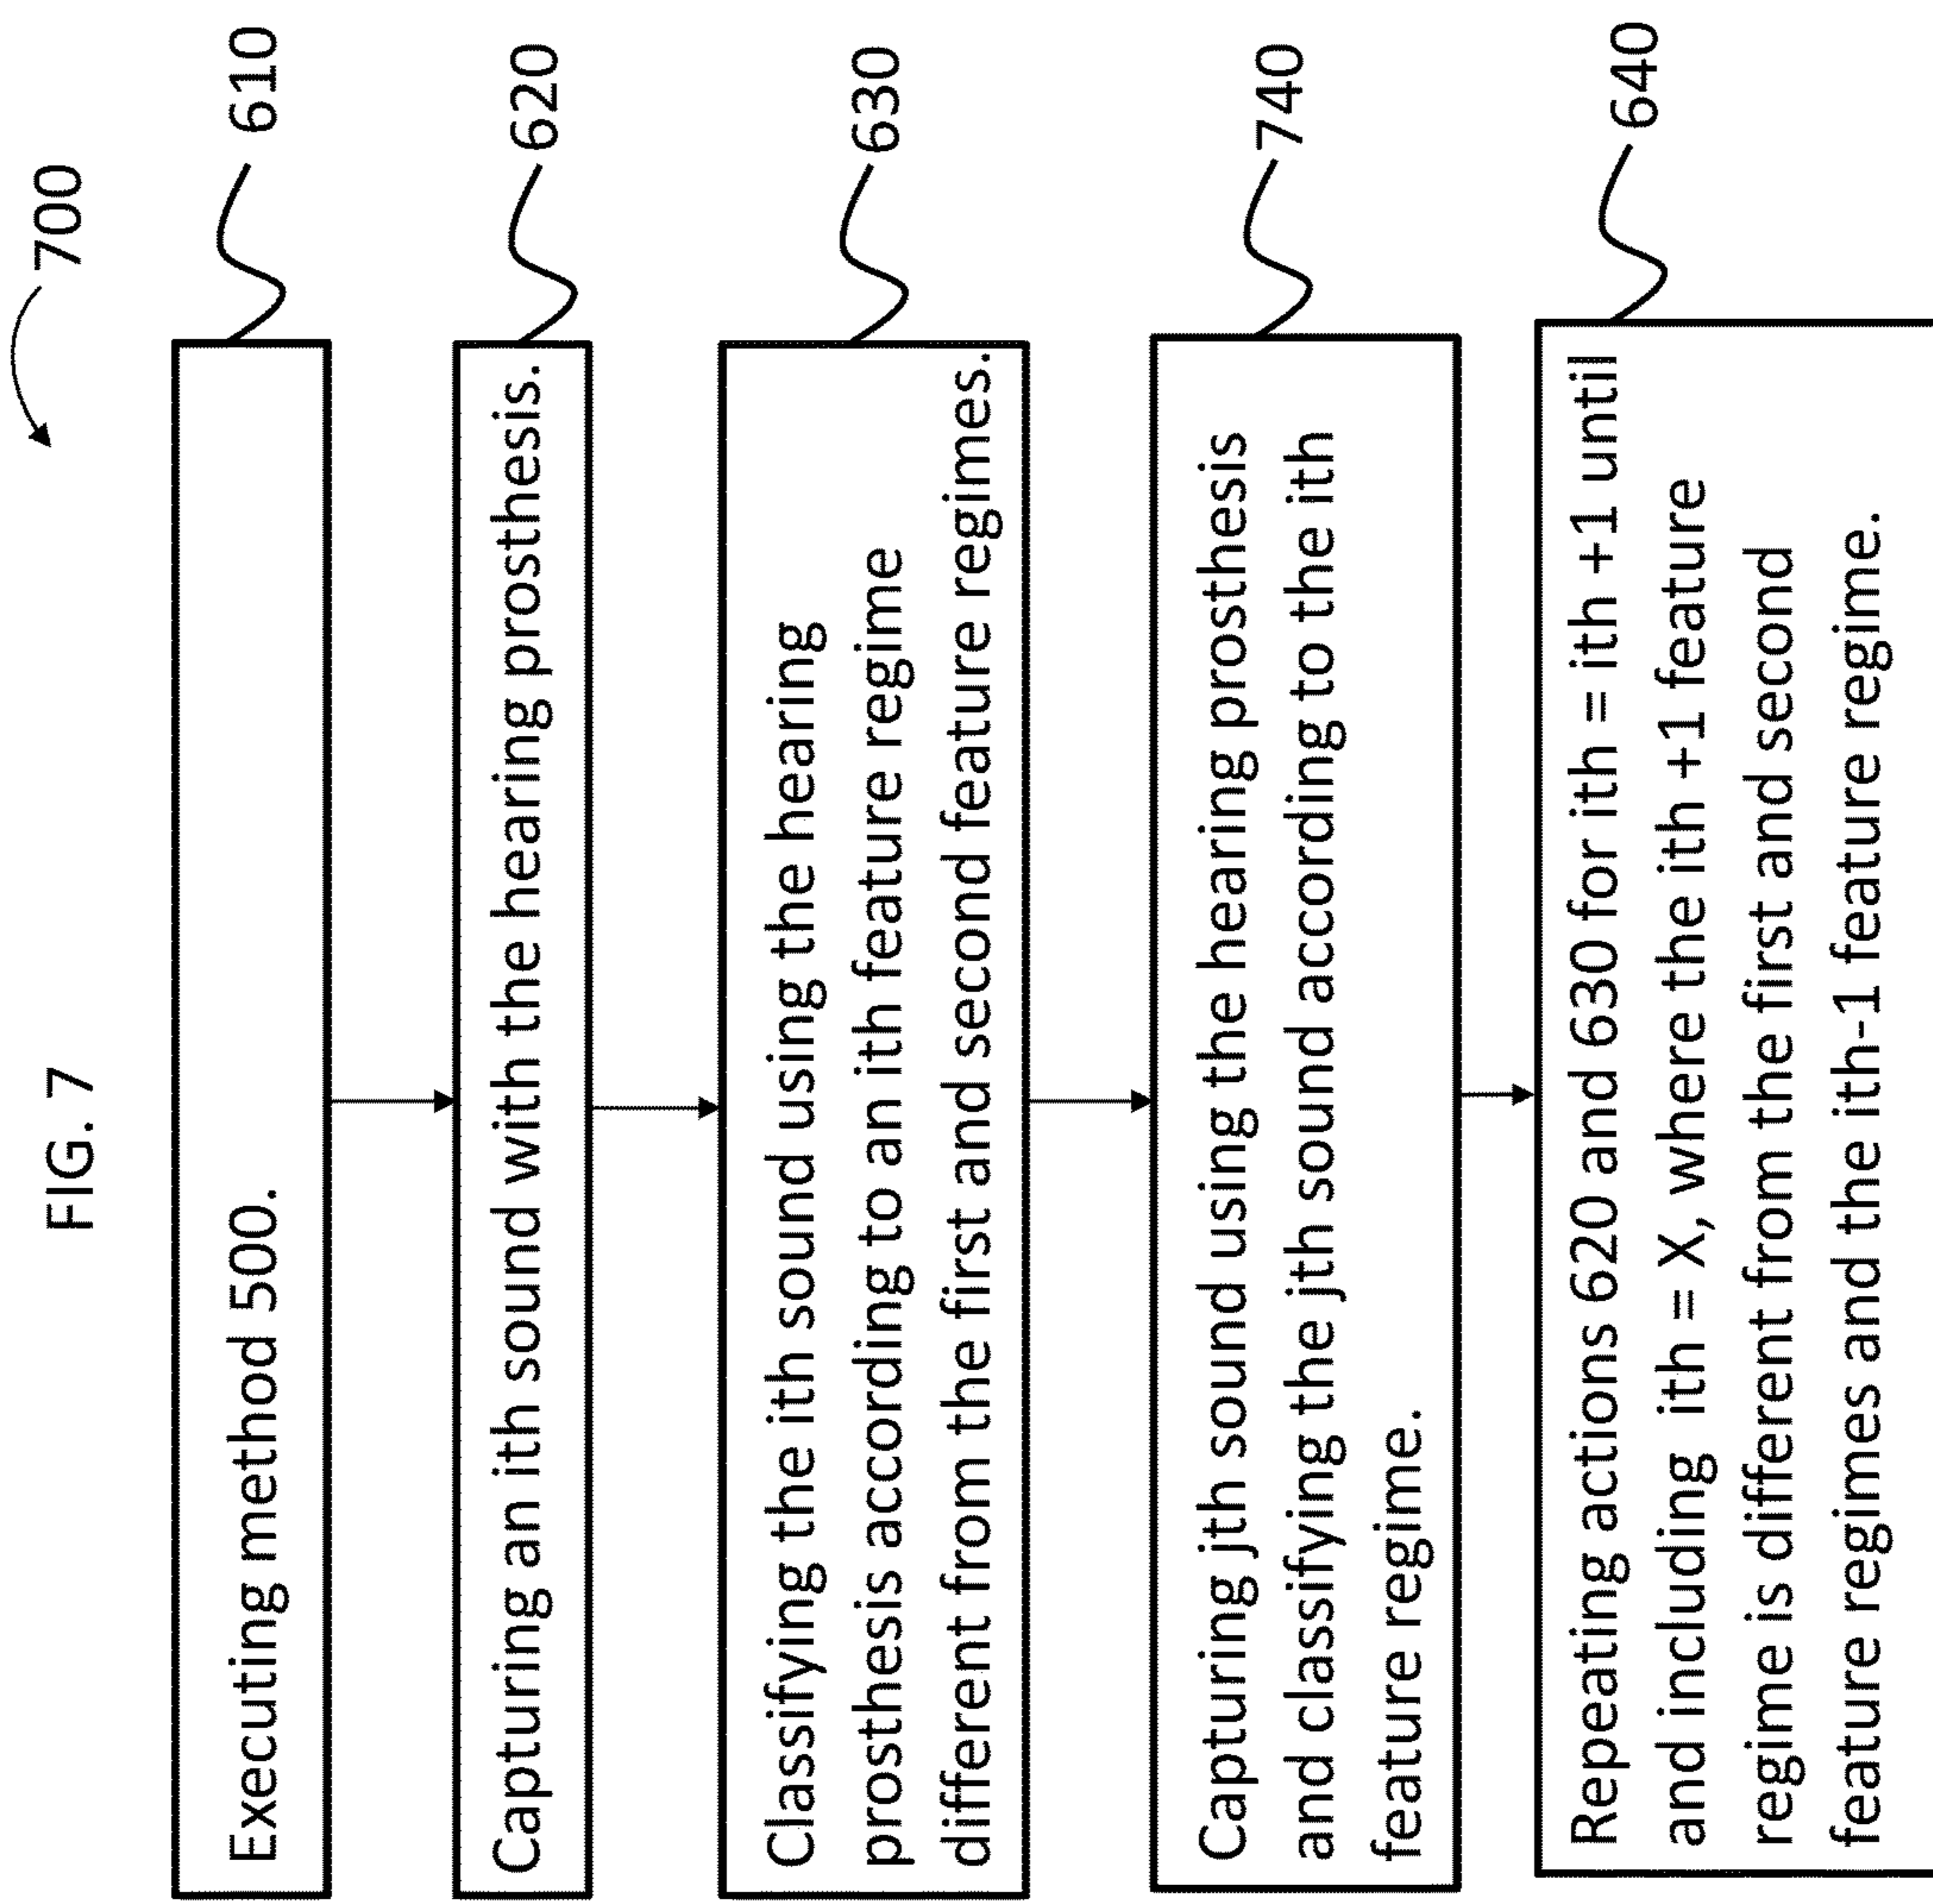 FIG. 7
700
Executing method 500.
610
Capturing an ith sound with the hearing prosthesis.
620
Classifying the ith sound using the hearing
prosthesis according to an ith feature regime
different from the first and second feature regimes.
630
Capturing jth sound using the hearing prosthesis
and classifying the jth sound according to the ith
feature regime.
740
Repeating actions 620 and 630 for ith = ith +1 until
and including ith = X, where the ith +1 feature
regime is different from the first and second
feature regimes and the ith-1 feature regime.
640